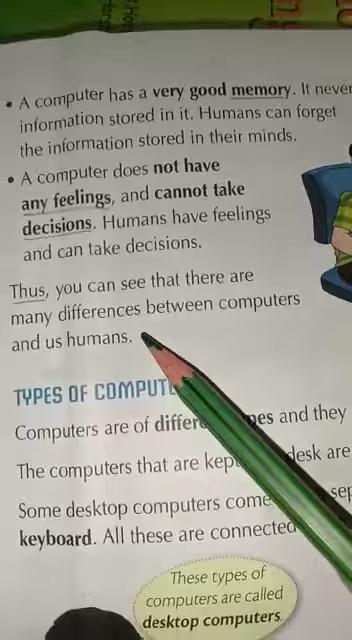 • A computer has a very good memory. It never
information stored in it. Humans can forget
the information stored in their minds.
• A computer does not have
any feelings, and cannot take
decisions. Humans have feelings
and can take decisions.
Thus, you can see that there are
many differences between computers
and us humans.
TYPES OF COMPUT
Computers are of differ pes and they
The computers that are kep desk are
Some desktop computers come sep
keyboard. All these are connected
These types of
computers are called
desktop computers.